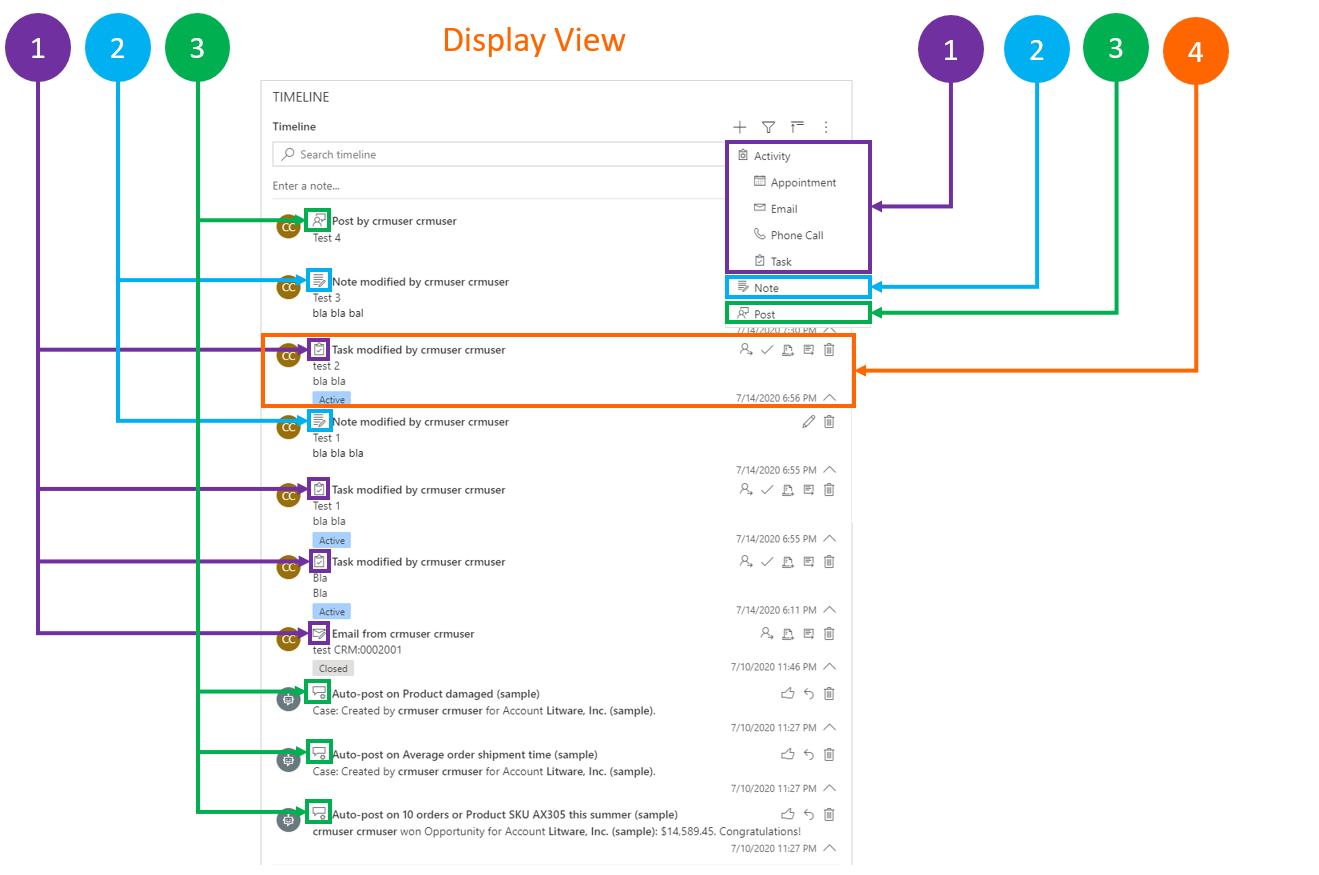 1 2 3 Display View 1 2 3 4
TIMELINE
Timeline
Search timeline
Enter a note...
Activity
Appointment
Email
Phone Call
Task
Note
Post
CC Post by crmuser crmuser
Test 4
CC Note modified by crmuser crmuser
Test 3
bla bla bal
7/14/2020 7:30 PM
CC Task modified by crmuser crmuser
test 2
bla bla
Active 7/14/2020 6:56 PM
CC Note modified by crmuser crmuser
Test 1
bla bla bla
7/14/2020 6:55 PM
CC Task modified by crmuser crmuser
Test 1
bla bla
Active 7/14/2020 6:55 PM
CC Task modified by crmuser crmuser
Bla
Bla
Active 7/14/2020 6:11 PM
CC Email from crmuser crmuser
test CRM:0002001
Closed 7/10/2020 11:46 PM
Auto-post on Product damaged (sample)
Case: Created by crmuser crmuser for Account Litware, Inc. (sample).
7/10/2020 11:27 PM
Auto-post on Average order shipment time (sample)
Case: Created by crmuser crmuser for Account Litware, Inc. (sample).
7/10/2020 11:27 PM
Auto-post on 10 orders or Product SKU AX305 this summer (sample)
crmuser crmuser won Opportunity for Account Litware, Inc. (sample): $14,589.45. Congratulations!
7/10/2020 11:27 PM